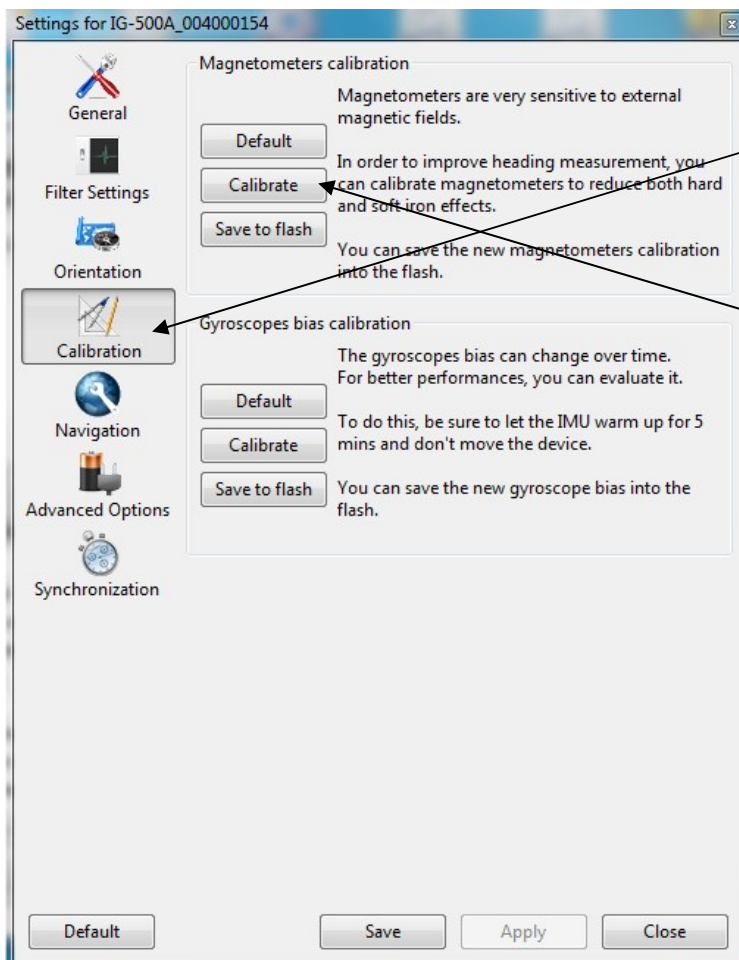 Settings for IG-500A_004000154
General
Filter Settings
Orientation
Calibration
Navigation
Advanced Options
Synchronization
Magnetometers calibration
Default
Calibrate
Save to flash
Magnetometers are very sensitive to external
magnetic fields.
In order to improve heading measurement, you
can calibrate magnetometers to reduce both hard
and soft iron effects.
You can save the new magnetometers calibration
into the flash.
Gyroscopes bias calibration
Default
Calibrate
Save to flash
The gyroscopes bias can change over time.
For better performances, you can evaluate it.
To do this, be sure to let the IMU warm up for 5
mins and don't move the device.
You can save the new gyroscope bias into the
flash.
Default
Save
Apply
Close